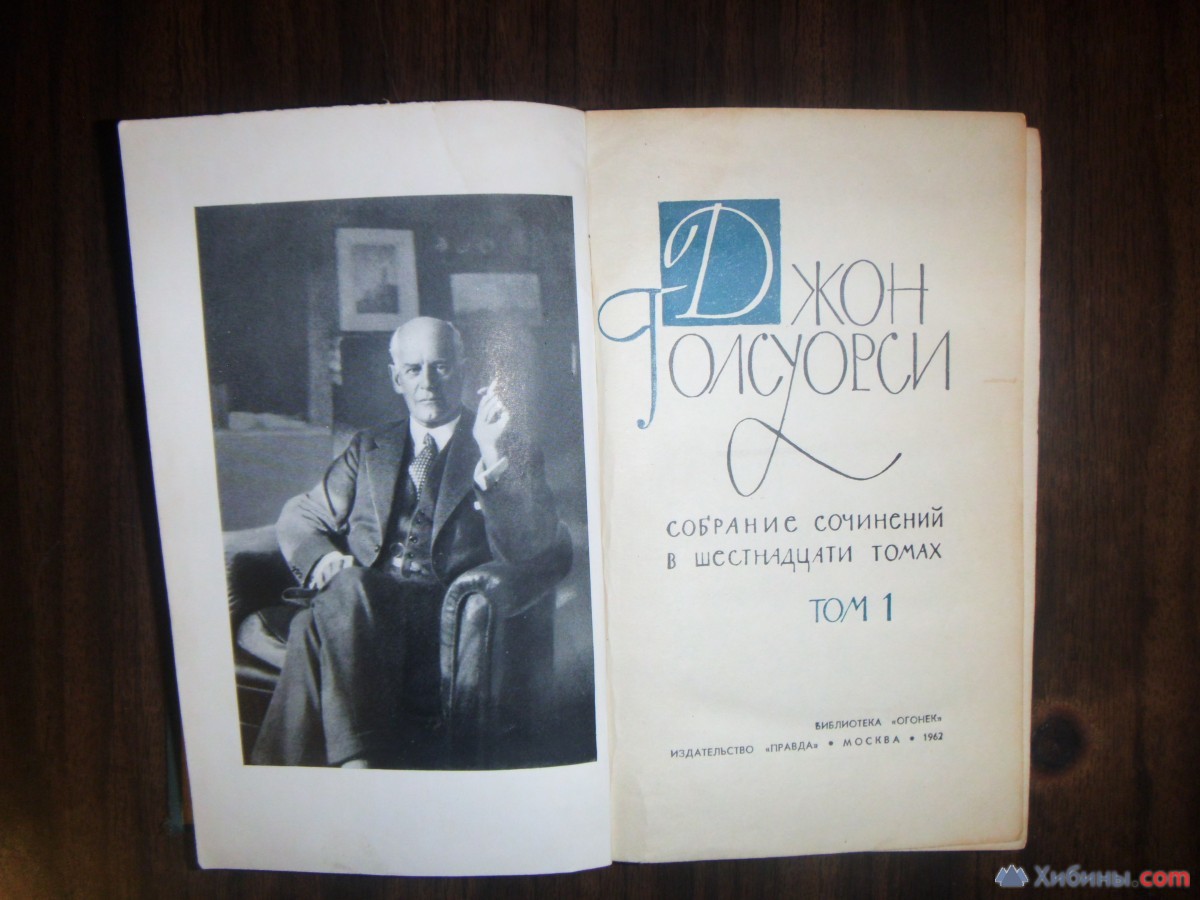 ДЖОН
ГОЛСУОРСИ
СОБРАНИЕ СОЧИНЕНИЙ
В ШЕСТНАДЦАТИ ТОМАХ
ТОМ 1
БИБЛИОТЕКА «ОГОНЕК»
ИЗДАТЕЛЬСТВО «ПРАВДА» • МОСКВА • 1962
Хибины.com